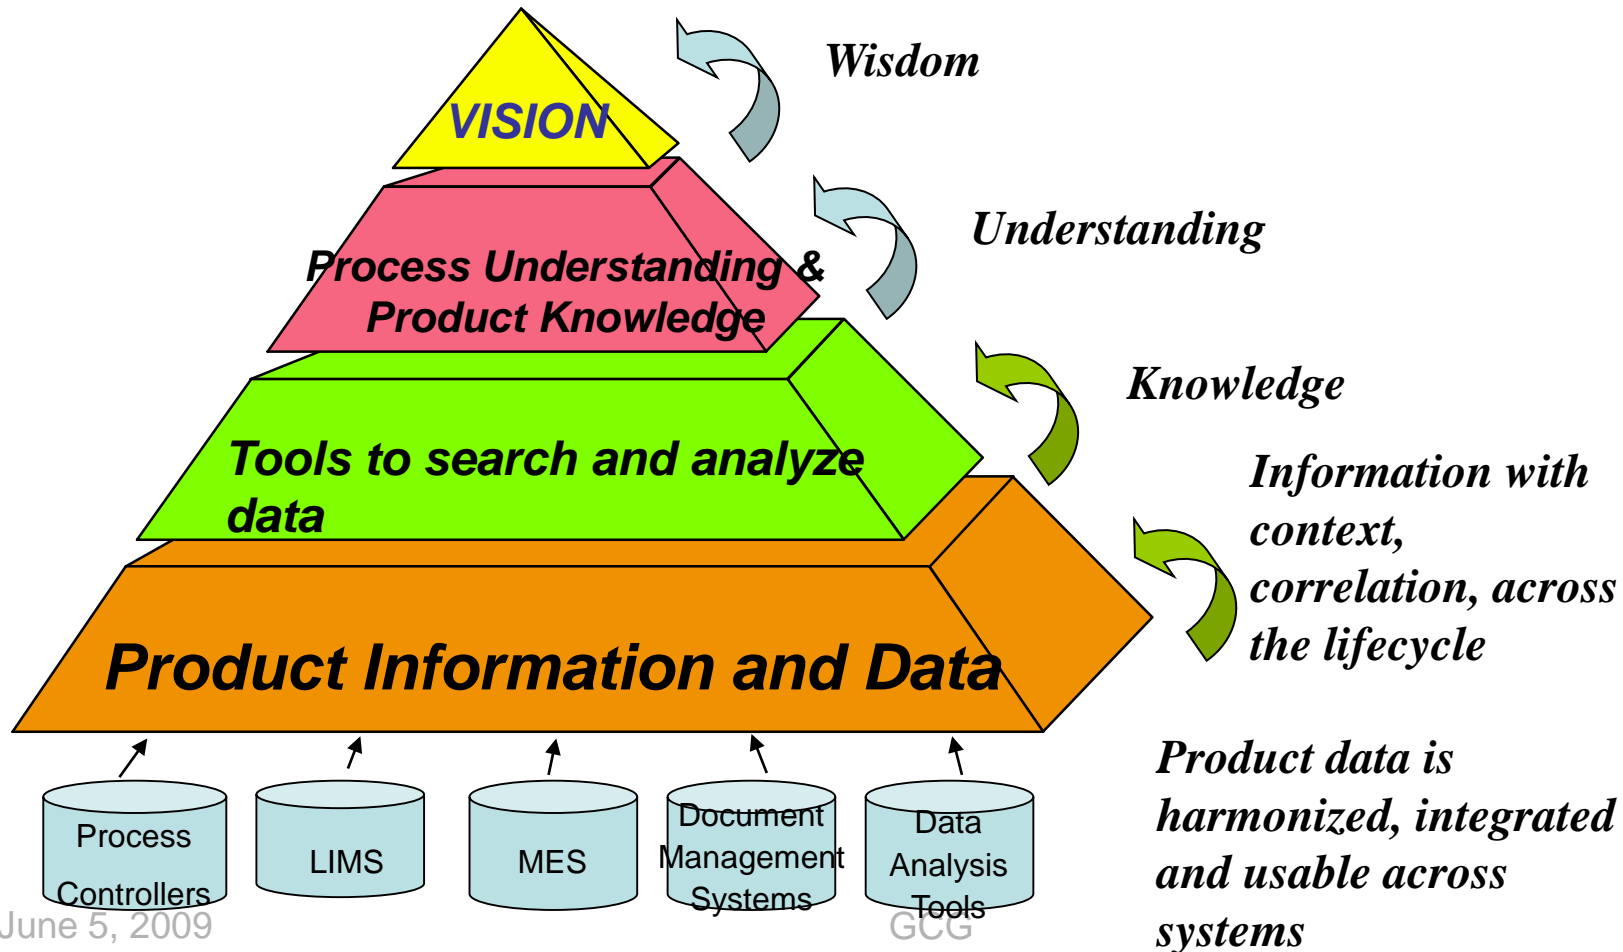 Wisdom
VISION
Understanding
Process Understanding &
Product Knowledge
Knowledge
Tools to search and analyze
data
Information with
context,
correlation, across
the lifecycle
Product Information and Data
Product data is
harmonized, integrated
and usable across
systems
Process
Controllers
LIMS
MES
Document
Management
Systems
Data
Analysis
Tools
June 5, 2009
GCG